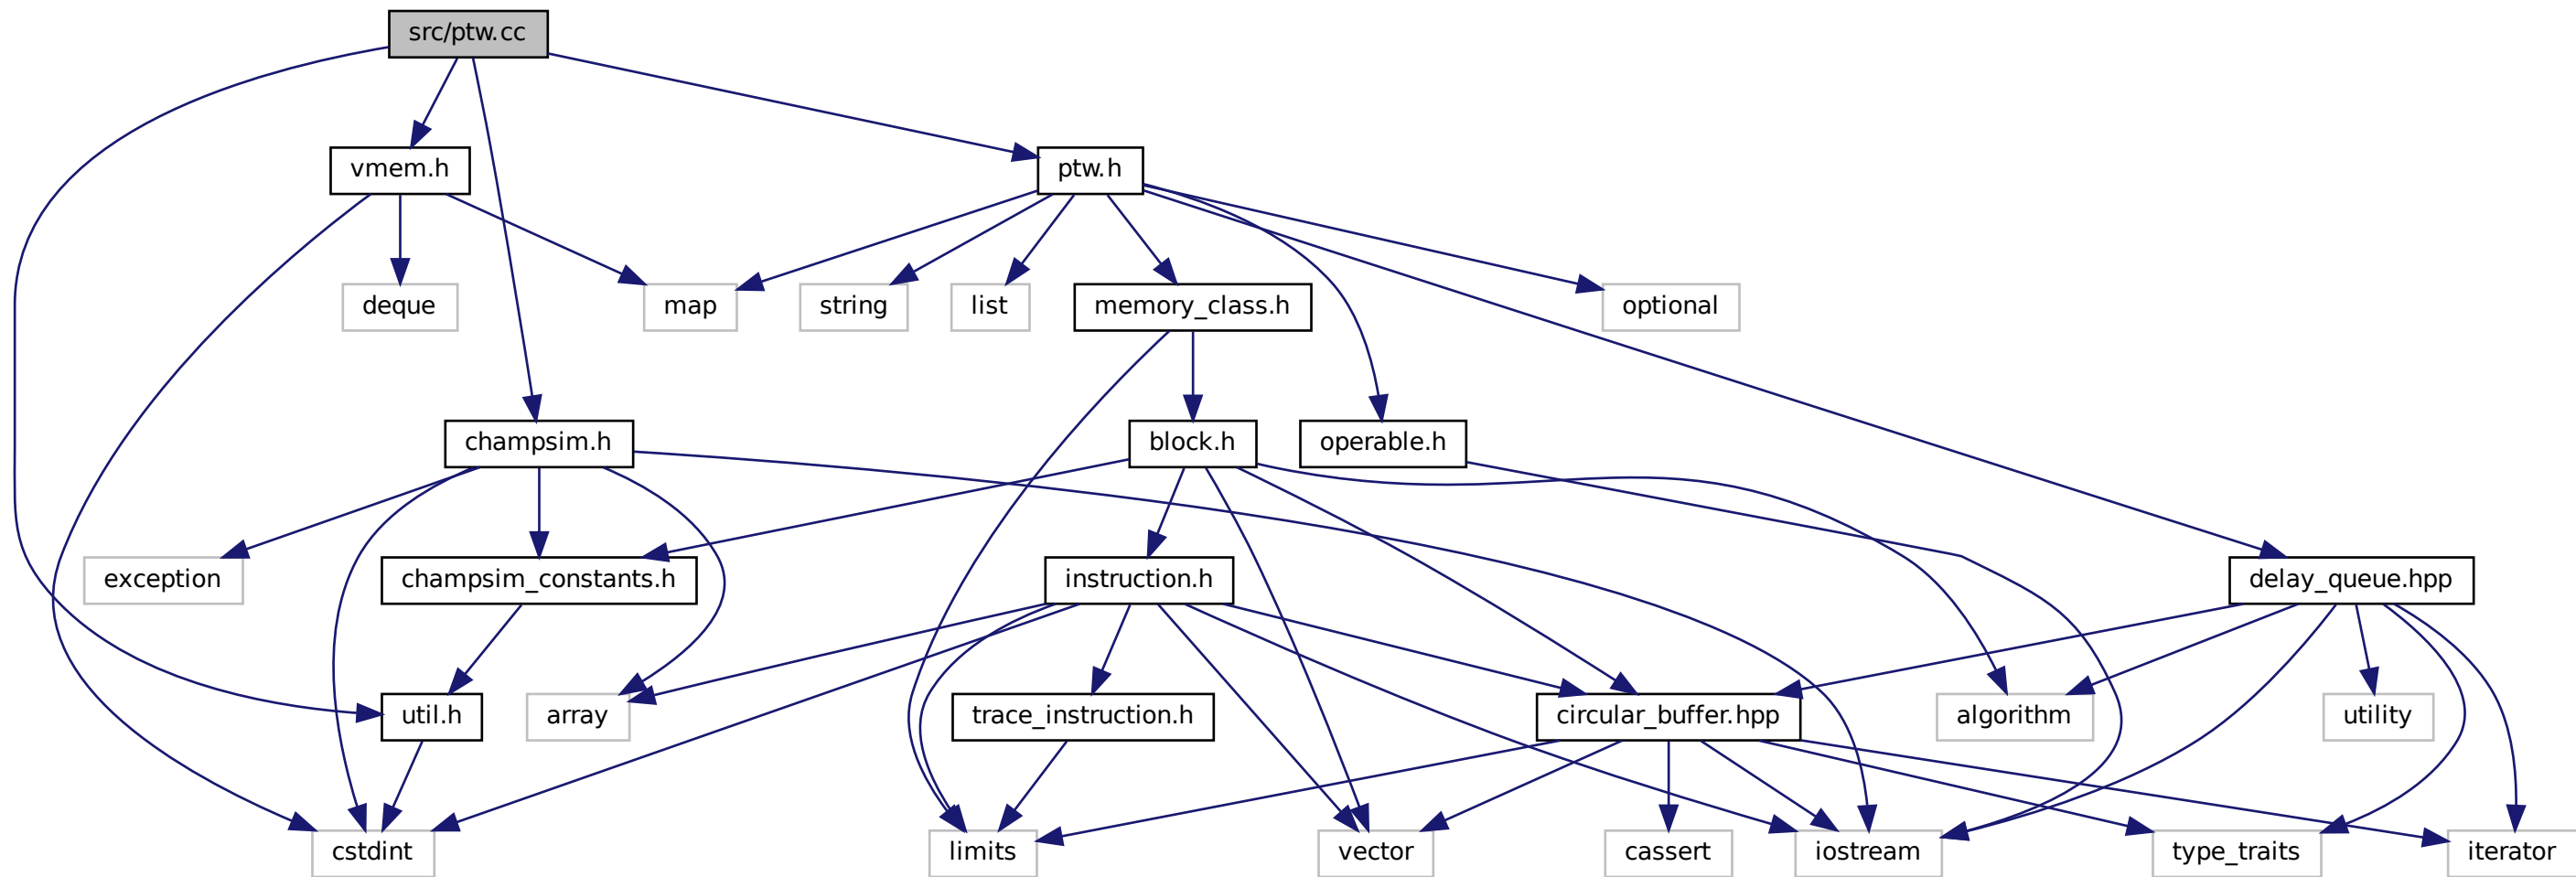 src/ptw.cc
vmem.h
ptw.h
deque
map
string
list
memory_class.h
optional
champsim.h
block.h
operable.h
exception
champsim_constants.h
instruction.h
delay_queue.hpp
util.h
array
trace_instruction.h
circular_buffer.hpp
algorithm
utility
cstdint
limits
vector
cassert
iostream
type_traits
iterator